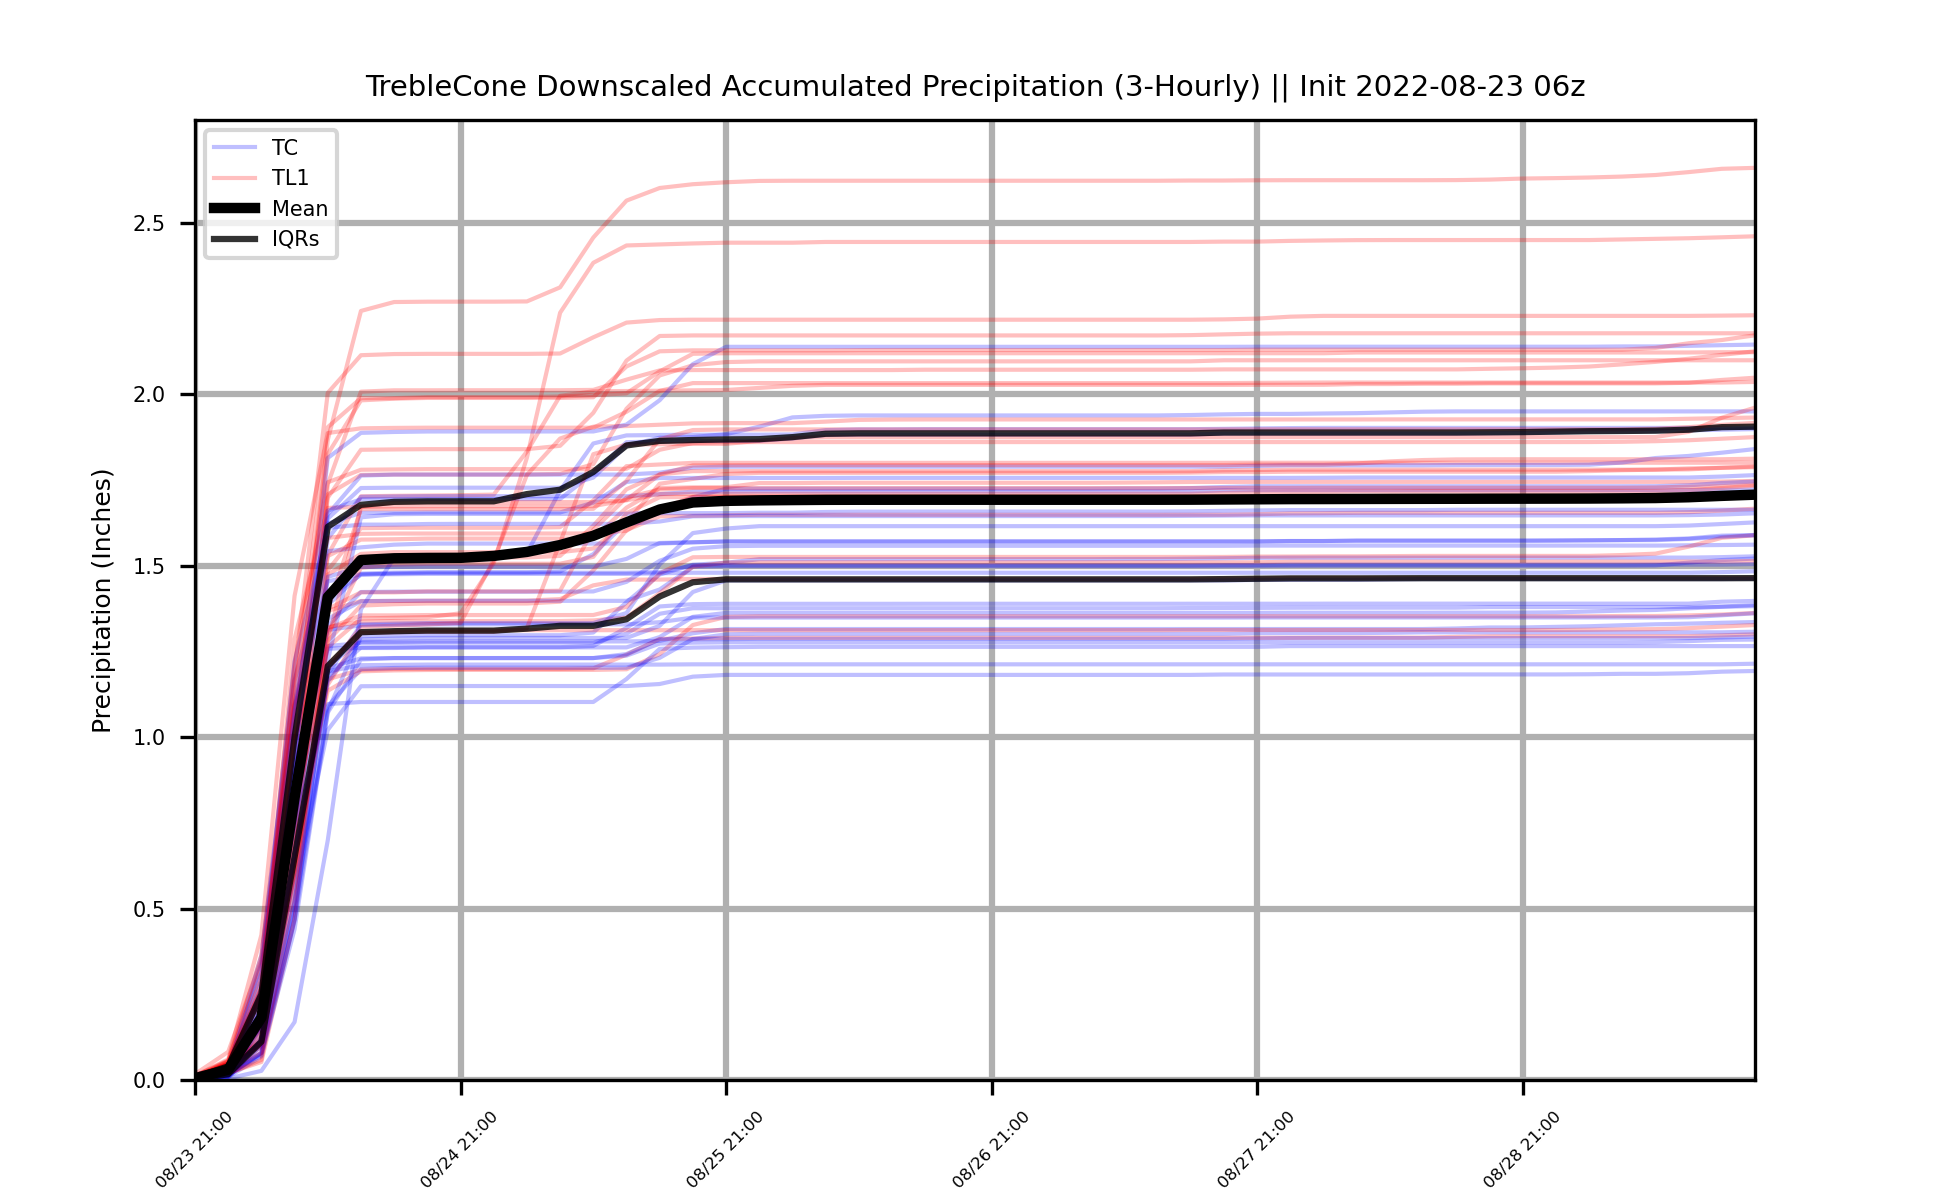 TrebleCone Downscaled Accumulated Precipitation (3-Hourly) || Init 2022-08-23 06z
TC
TL1
Mean
IQRs
Precipitation (Inches)
2.5
2.0
1.5
1.0
0.5
0.0
08/23 21:00
08/24 21:00
08/25 21:00
08/26 21:00
08/27 21:00
08/28 21:00